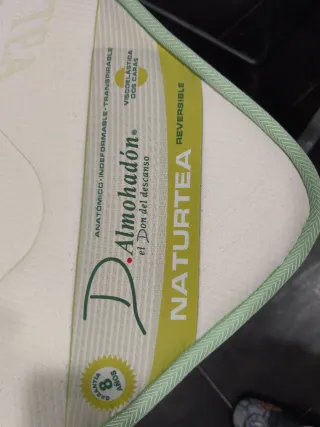 ANATÓMICO·INDEFORMABLE·TRANSPIRABLE
VISCOELÁSTICA
DOS CARAS
D.Almohadón®
el Don del descanso
NATURTEA REVERSIBLE
GARANTÍA
8
AÑOS